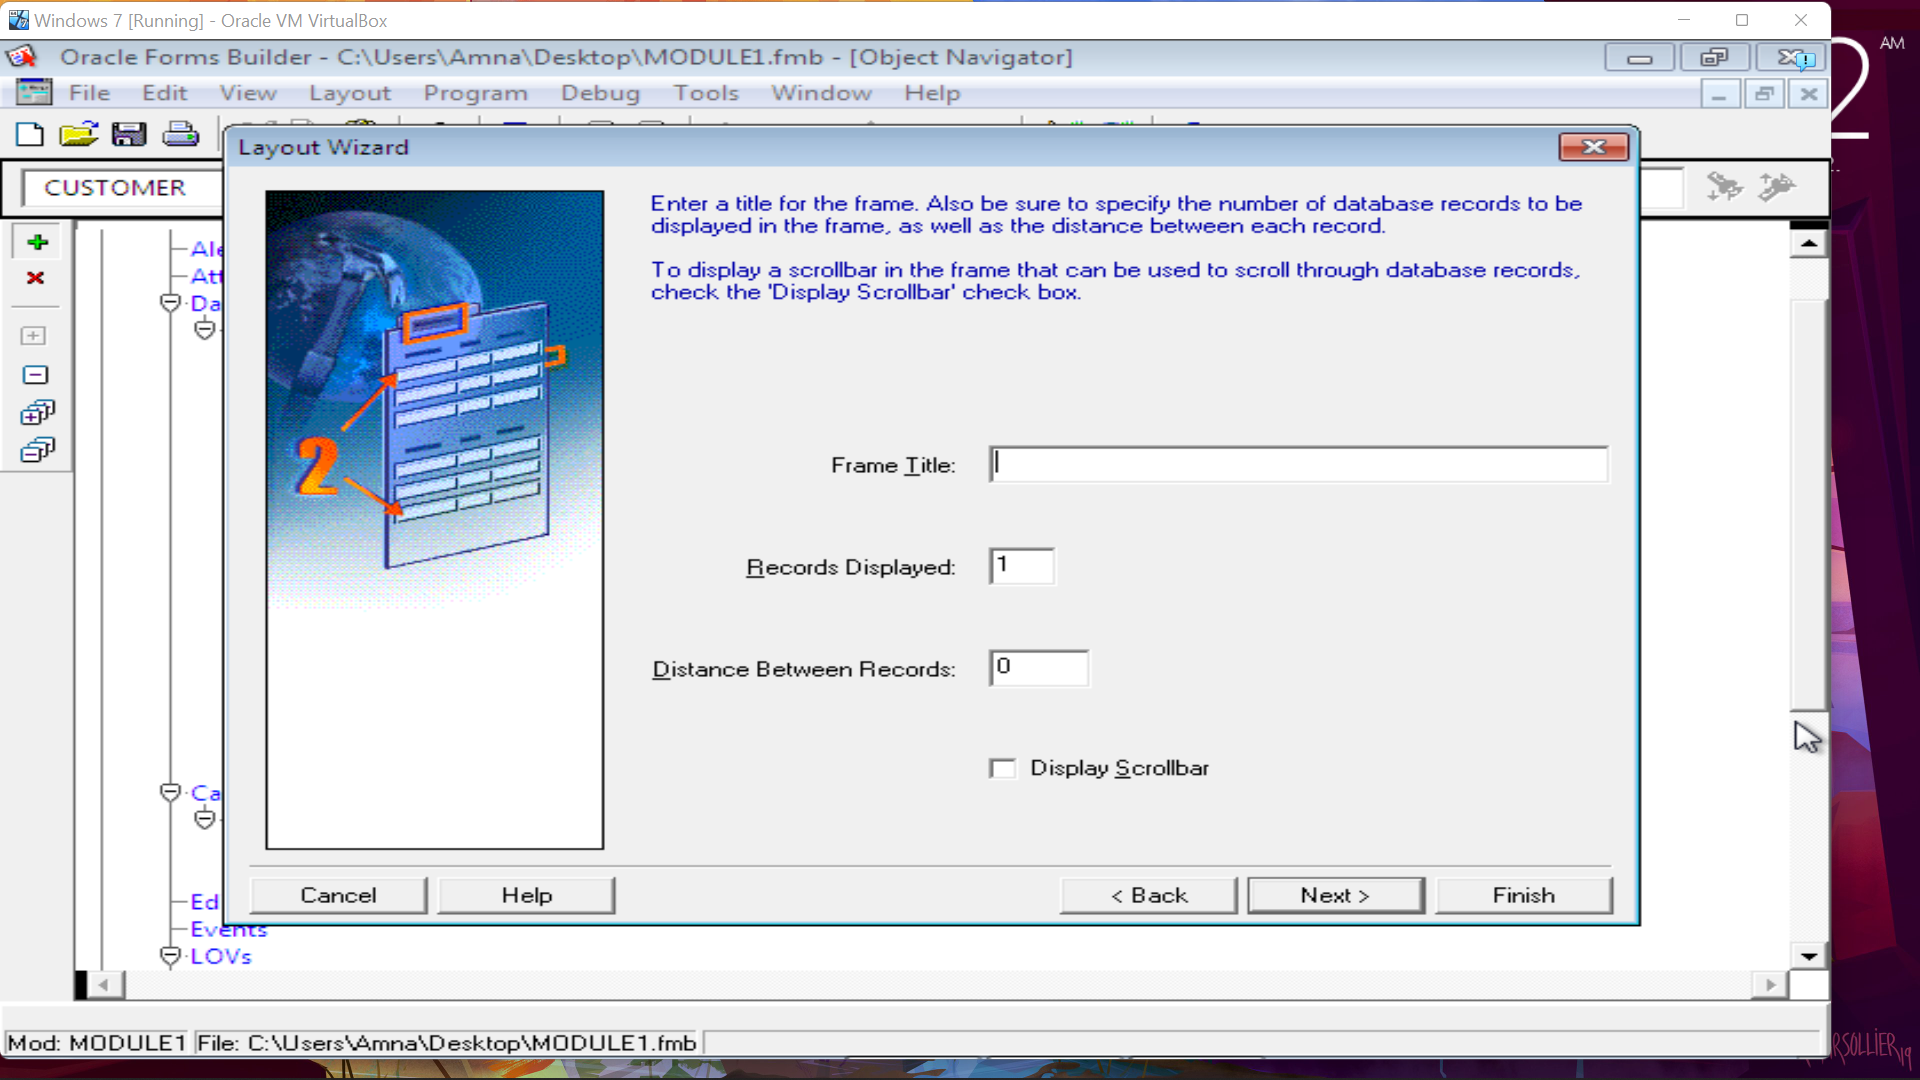 Windows 7 [Running] - Oracle VM VirtualBox
AM
2
Oracle Forms Builder - C:\Users\Amna\Desktop\MODULE1.fmb - [Object Navigator]
File Edit View Layout Program Debug Tools Window Help
Layout Wizard
CUSTOMER
Enter a title for the frame. Also be sure to specify the number of database records to be
displayed in the frame, as well as the distance between each record.
To display a scrollbar in the frame that can be used to scroll through database records,
check the 'Display Scrollbar' check box.
Ale
Att
Da
2
Frame Title:
Records Displayed: 1
Distance Between Records: 0
Display Scrollbar
Ca
Cancel Help < Back Next > Finish
Ed
Events
LOVs
Mod: MODULE1 File: C:\Users\Amna\Desktop\MODULE1.fmb
RSOLLIER19